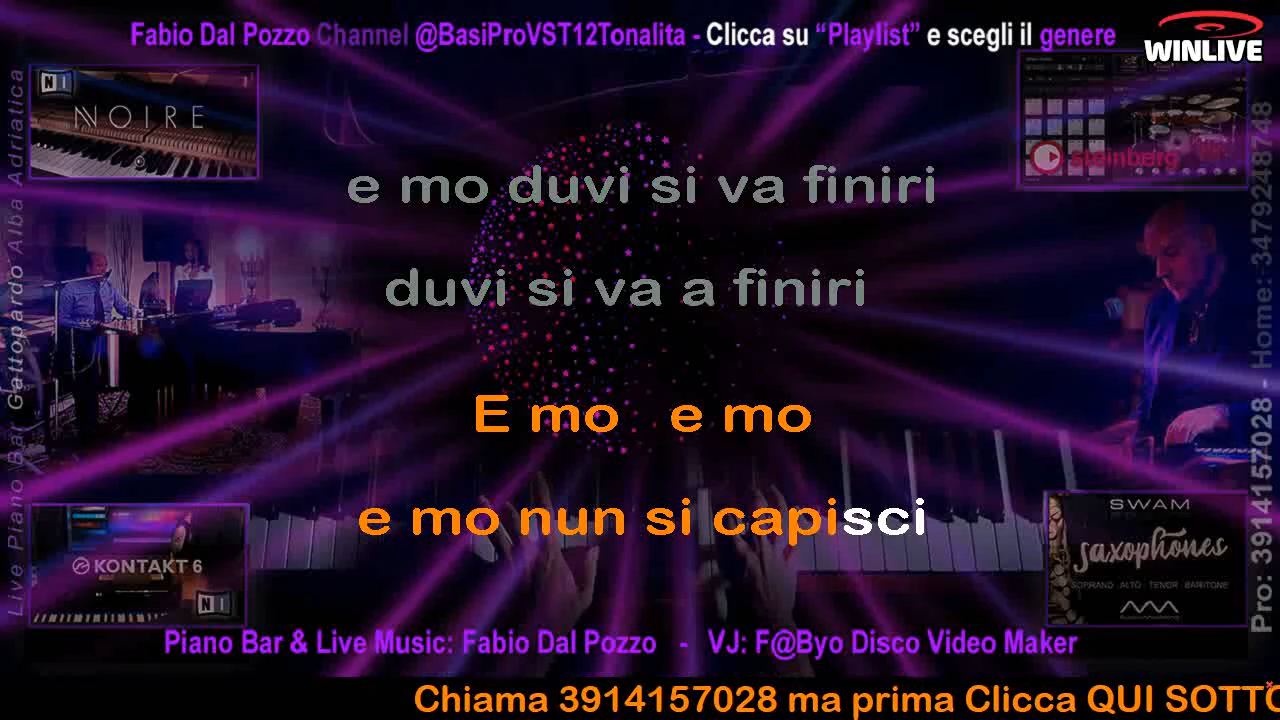 Fabio Dal Pozzo Channel @BasiProVST12Tonalita - Clicca su “Playlist” e scegli il genere
WINLIVE
NI
NOIRE
steinberg
Live Piano Bar Gattopardo Alba Adriatica
Pro: 3914157028 - Home: 3479248748
e mo duvi si va finiri
duvi si va a finiri
E mo e mo
e mo nun si capisci
KONTAKT 6
NI
SWAM
saxophones
SOPRANO . ALTO . TENOR . BARITONE
Piano Bar & Live Music: Fabio Dal Pozzo - VJ: F@Byo Disco Video Maker
Chiama 3914157028 ma prima Clicca QUI SOTTO